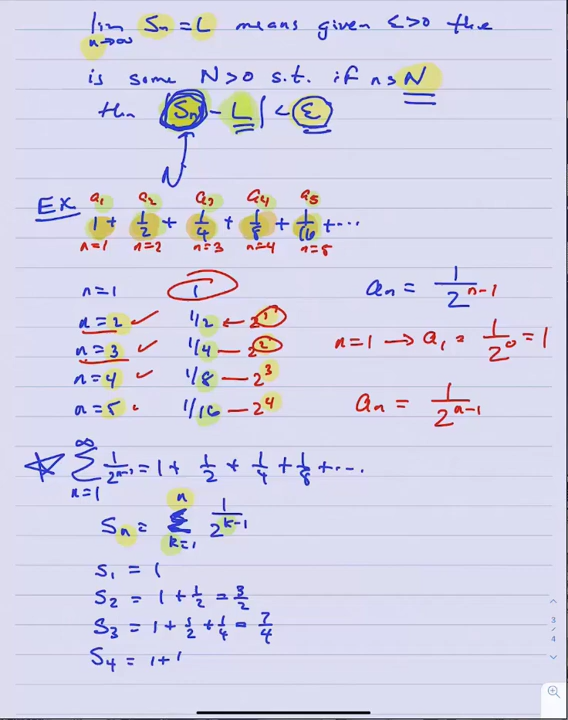 lim Sn = L means given ε>0 the
n→∞
is some N>0 s.t. if n>N
then |Sn - L| < ε
N
EX a1 a2 a3 a4 a5
1 + 1/2 + 1/4 + 1/8 + 1/16 + ...
n=1 n=2 n=3 n=4 n=5
n=1 1 an = 1/2^(n-1)
n=2 ✓ 1/2 ← 2^1
n=1 → a1 = 1/2^0 = 1
n=3 ✓ 1/4 — 2^2
n=4 ✓ 1/8 — 2^3
n=5 1/16 — 2^4 an = 1/2^(n-1)
∞
∑ 1/2^(n-1) = 1 + 1/2 + 1/4 + 1/8 + ...
n=1
n
Sn = ∑ 1/2^(k-1)
k=1
S1 = 1
S2 = 1 + 1/2 = 3/2
S3 = 1 + 1/2 + 1/4 = 7/4
S4 = 1 + 1
3
/
4